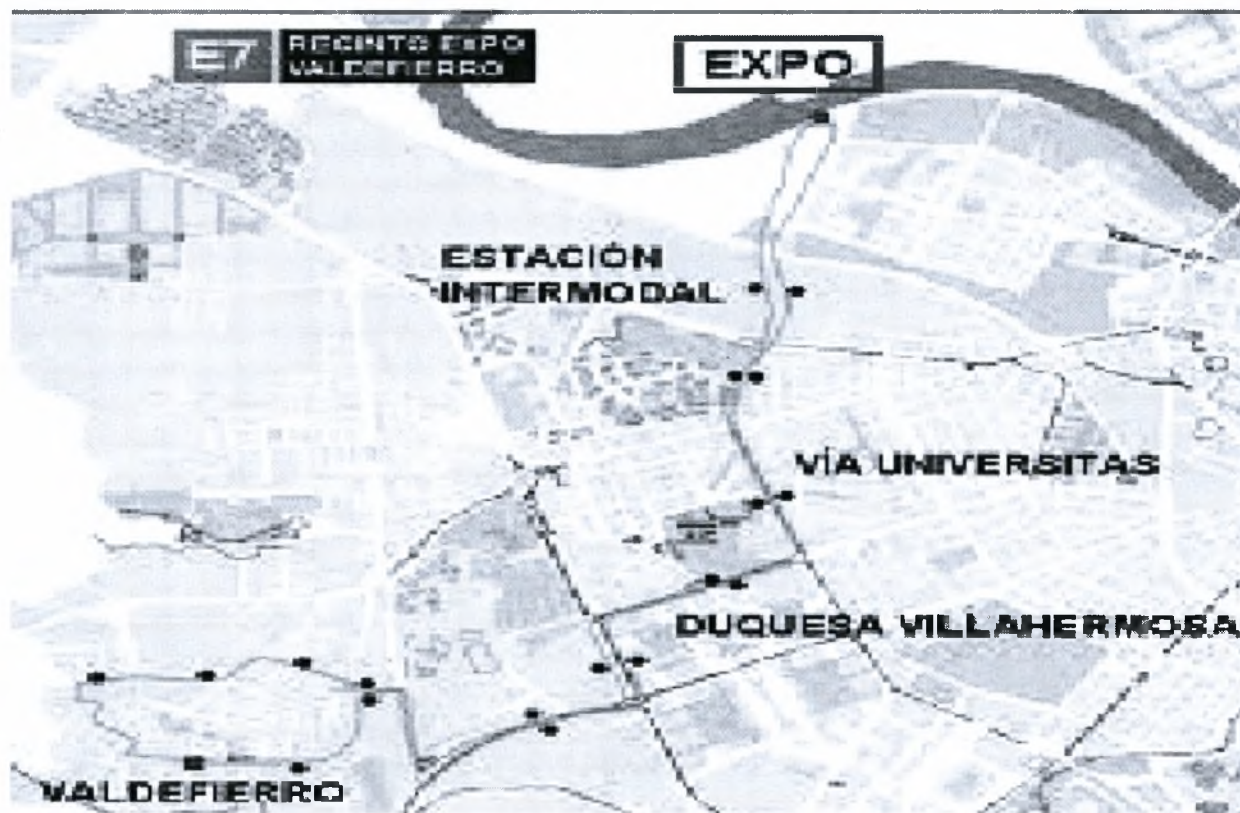 E7
RECINTO EXPO
VALDEFIERRO
EXPO
ESTACIÓN
INTERMODAL
VÍA UNIVERSITAS
DUQUESA VILLAHERMOSA
VALDEFIERRO